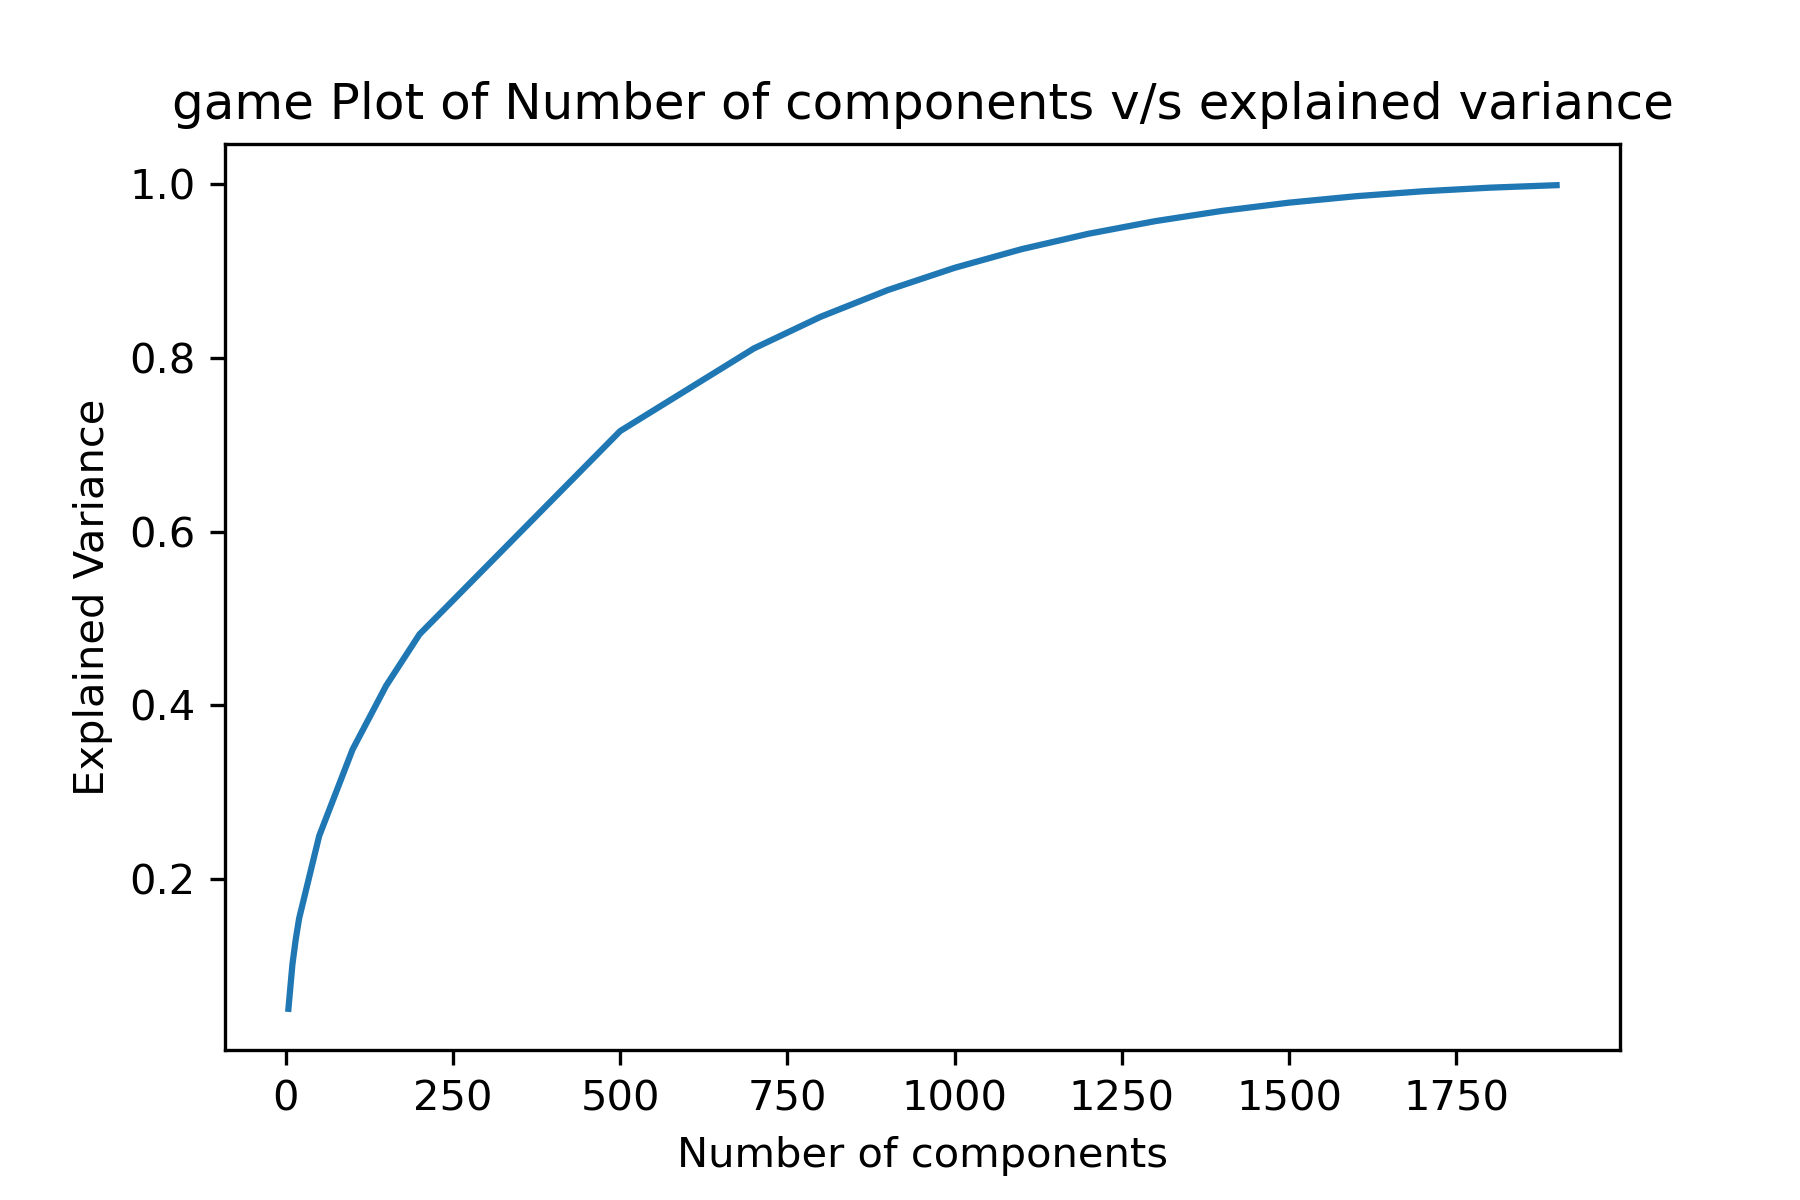 game Plot of Number of components v/s explained variance
1.0
0.8
0.6
0.4
0.2
Explained Variance
0 250 500 750 1000 1250 1500 1750
Number of components